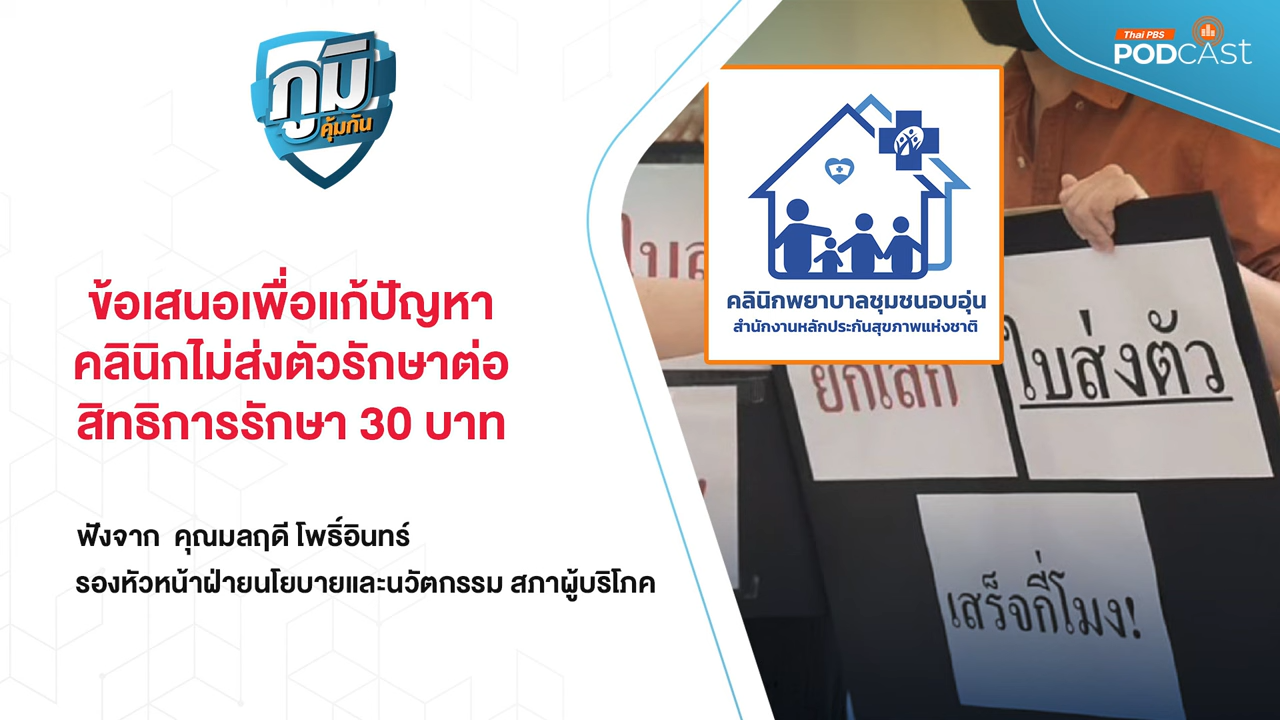 ภูมิ
คุ้มกัน
Thai PBS
PODCAST
ข้อเสนอเพื่อแก้ปัญหา
คลินิกไม่ส่งตัวรักษาต่อ
สิทธิการรักษา 30 บาท
ฟังจาก คุณมลฤดี โพธิ์อินทร์
รองหัวหน้าฝ่ายนโยบายและนวัตกรรม สภาผู้บริโภค
คลินิกพยาบาลชุมชนอบอุ่น
สำนักงานหลักประกันสุขภาพแห่งชาติ
ยกเลิก
ใบส่งตัว
เสร็จกี่โมง!